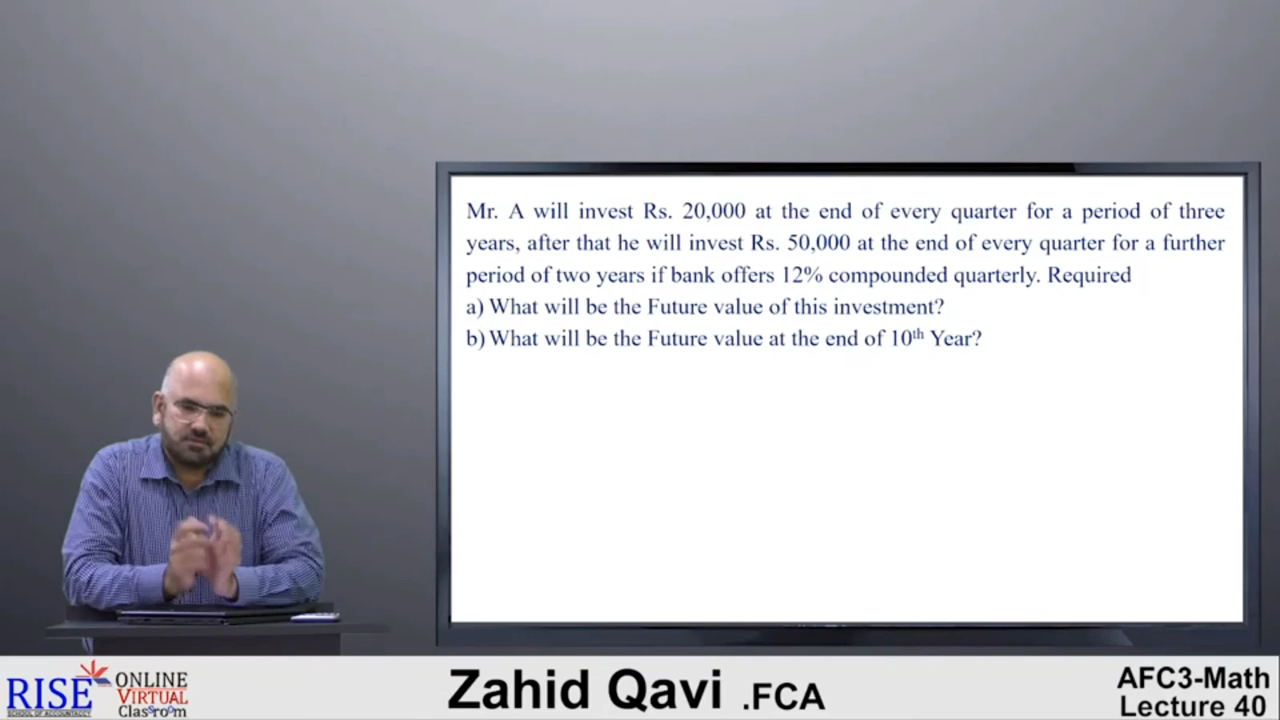 Mr. A will invest Rs. 20,000 at the end of every quarter for a period of three
years, after that he will invest Rs. 50,000 at the end of every quarter for a further
period of two years if bank offers 12% compounded quarterly. Required
a) What will be the Future value of this investment?
b) What will be the Future value at the end of 10th Year?
RISE
SCHOOL OF ACCOUNTANCY
ONLINE
VIRTUAL
Classroom
Zahid Qavi .FCA
AFC3-Math
Lecture 40